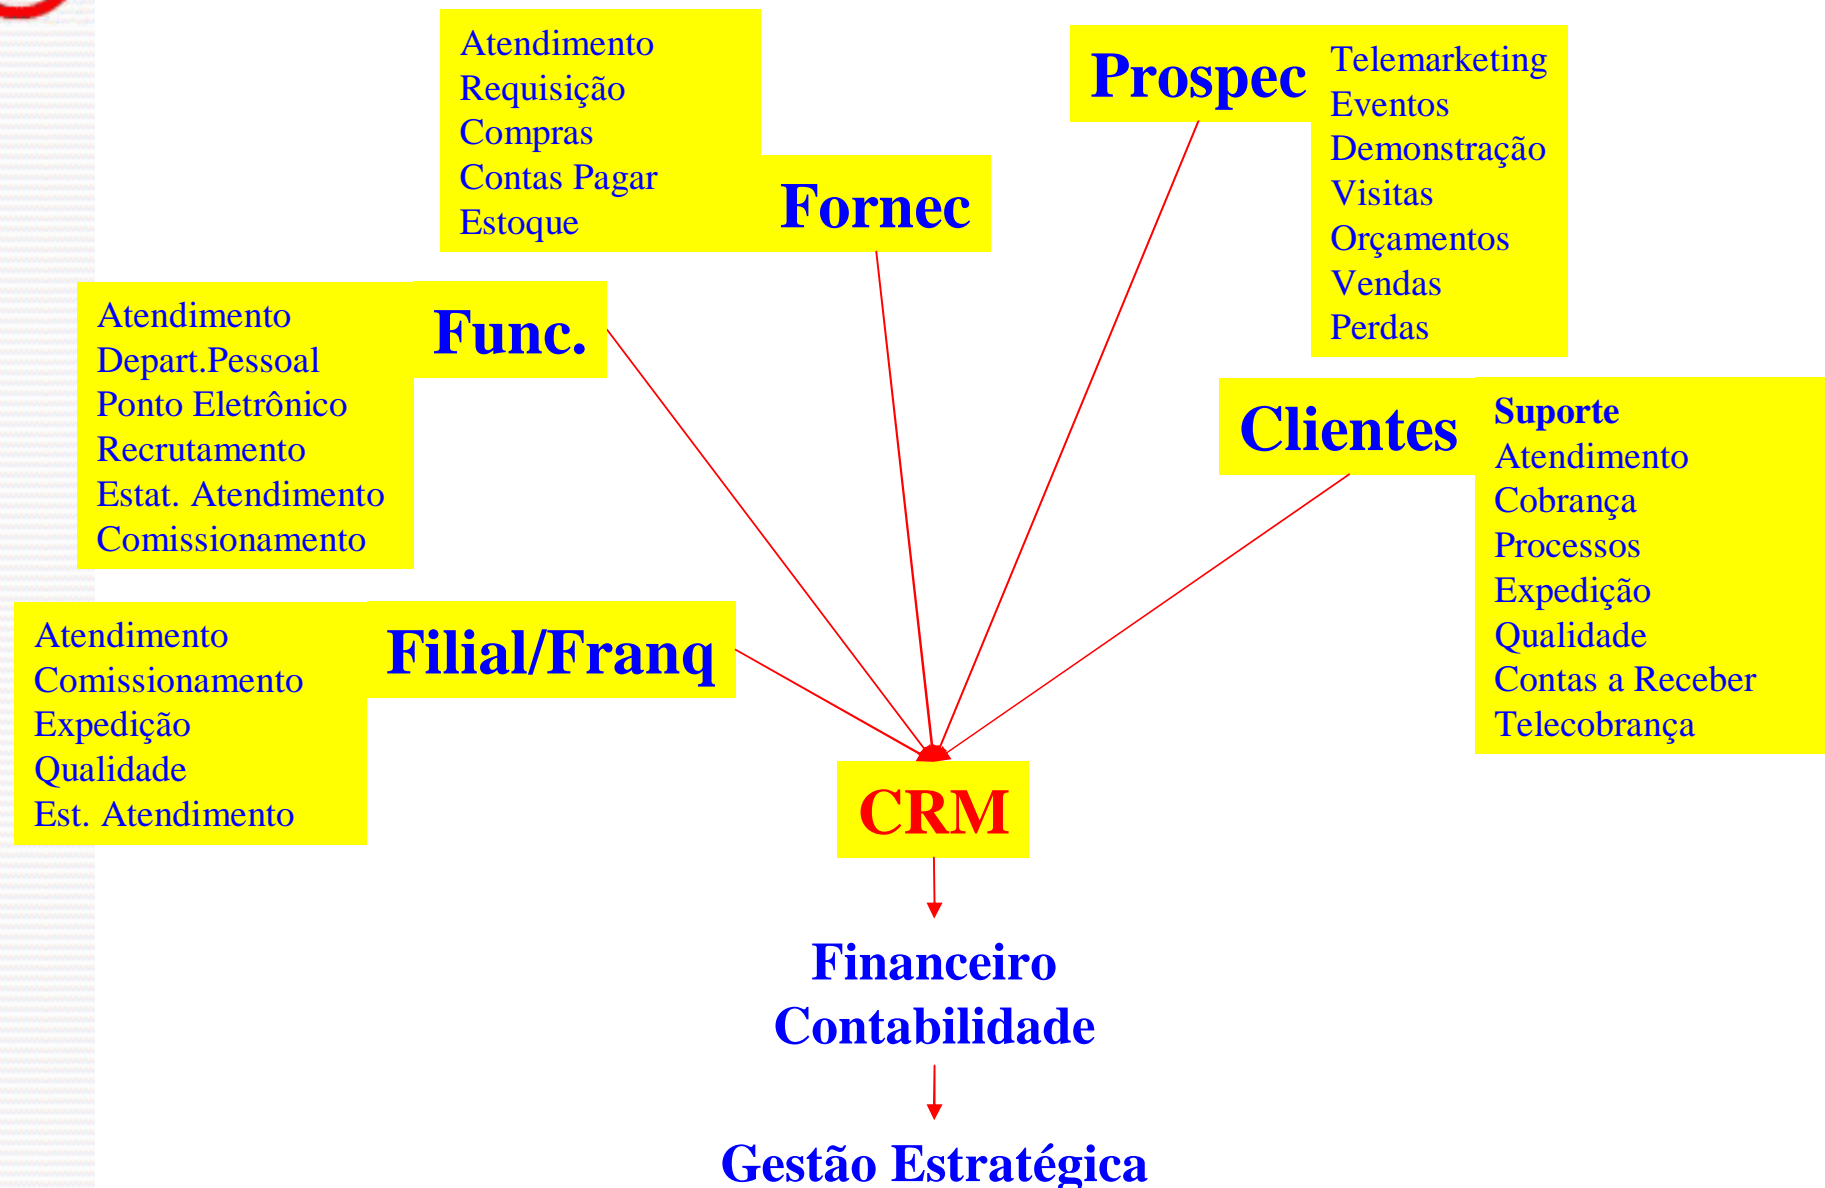 Atendimento
Requisição
Compras
Contas Pagar
Estoque
Fornec
Prospec
Telemarketing
Eventos
Demonstração
Visitas
Orçamentos
Vendas
Perdas
Atendimento
Depart.Pessoal
Ponto Eletrônico
Recrutamento
Estat. Atendimento
Comissionamento
Func.
Clientes
Suporte
Atendimento
Cobrança
Processos
Expedição
Qualidade
Contas a Receber
Telecobrança
Atendimento
Comissionamento
Expedição
Qualidade
Est. Atendimento
Filial/Franq
CRM
Financeiro
Contabilidade
Gestão Estratégica